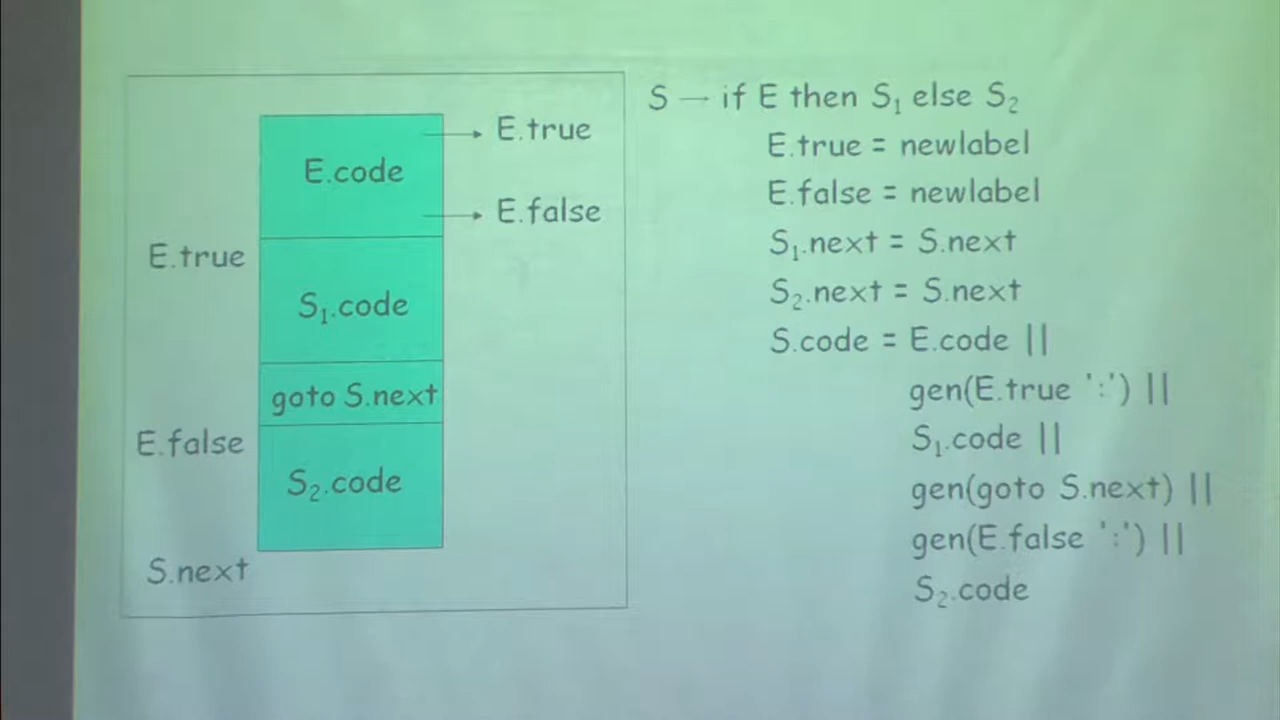 E.code
E.true
E.false
E.true
S₁.code
goto S.next
E.false
S₂.code
S.next
S → if E then S₁ else S₂
E.true = newlabel
E.false = newlabel
S₁.next = S.next
S₂.next = S.next
S.code = E.code ||
gen(E.true ':') ||
S₁.code ||
gen(goto S.next) ||
gen(E.false ':') ||
S₂.code